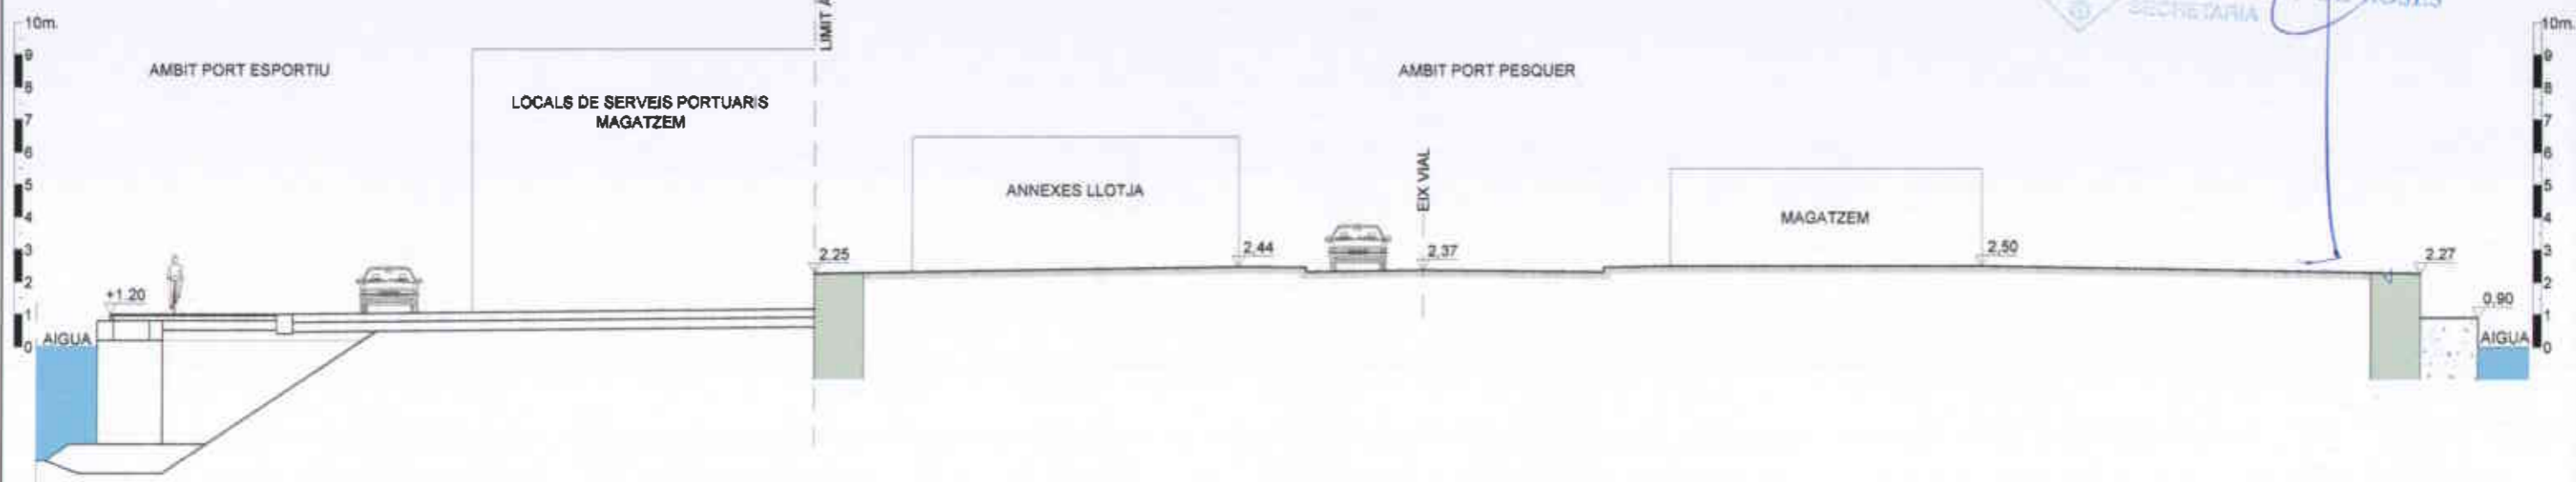 10m.
9
8
7
6
5
4
3
2
1
0
AMBIT PORT ESPORTIU
LOCALS DE SERVEIS PORTUARIS
MAGATZEM
LIMIT
AMBIT PORT PESQUER
SECRETARIA
ANNEXES LLOTJA
EIX VIAL
MAGATZEM
+1.20
AIGUA
2.25
2,44
2,37
2,50
2.27
0,90
AIGUA
10m.
9
8
7
6
5
4
3
2
1
0